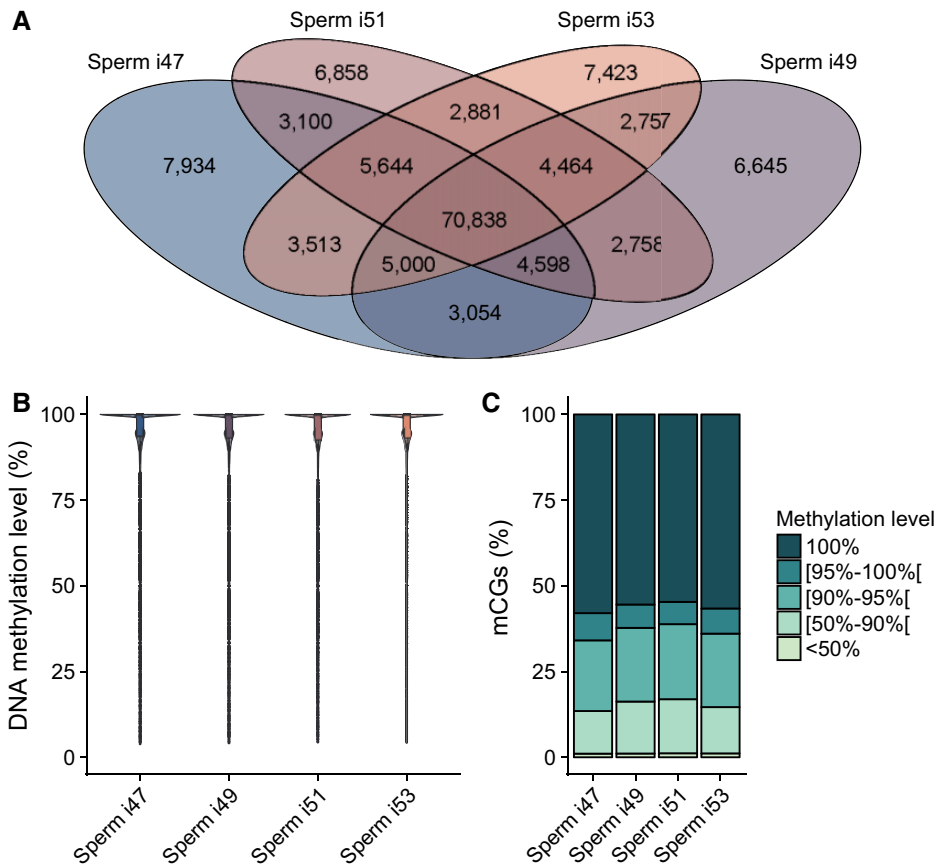 A
Sperm i51
Sperm i53
Sperm i47
Sperm i49
6,858
7,423
3,100
2,881
2,757
7,934
5,644
4,464
6,645
70,838
3,513
2,758
5,000
4,598
3,054
B
DNA methylation level (%)
100
75
50
25
0
Sperm i47
Sperm i49
Sperm i51
Sperm i53
C
mCGs (%)
100
75
50
25
0
Sperm i47
Sperm i49
Sperm i51
Sperm i53
Methylation level
100%
[95%-100%[
[90%-95%[
[50%-90%[
<50%